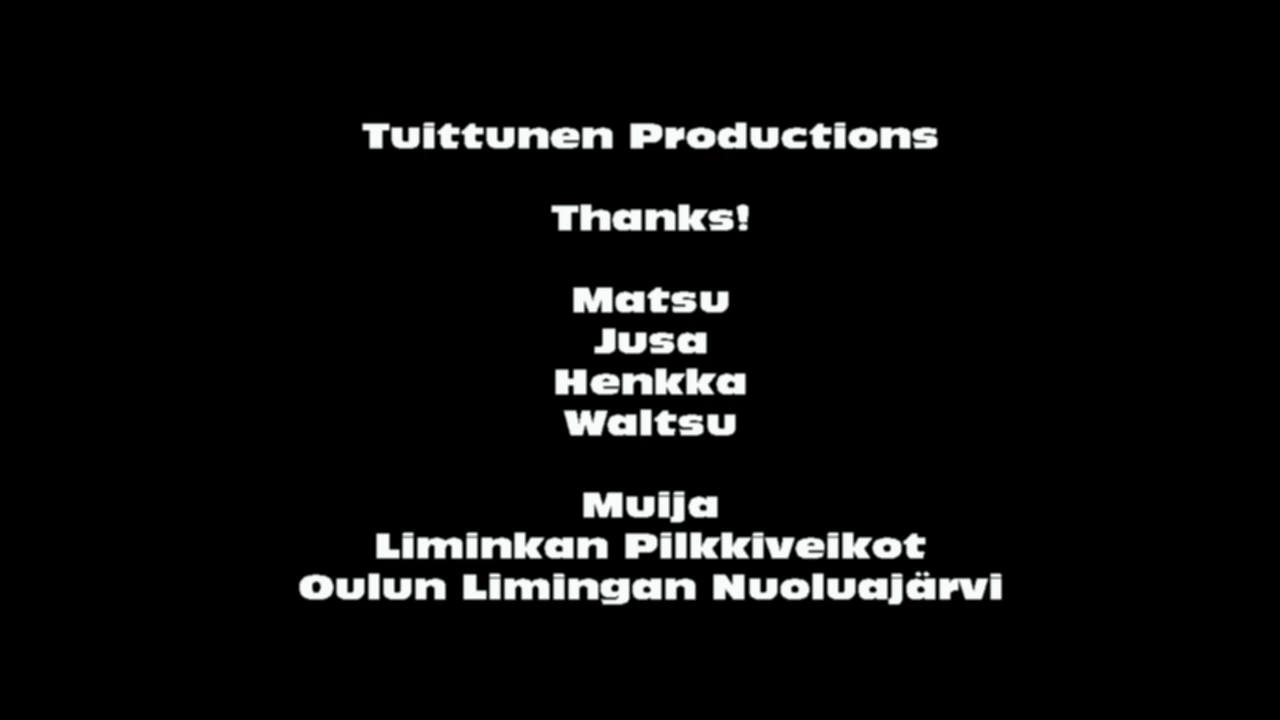 Tuittunen Productions
Thanks!
Matsu
Jusa
Henkka
Waltsu
Muija
Liminkan Pilkkiveikot
Oulun Limingan Nuoluajärvi